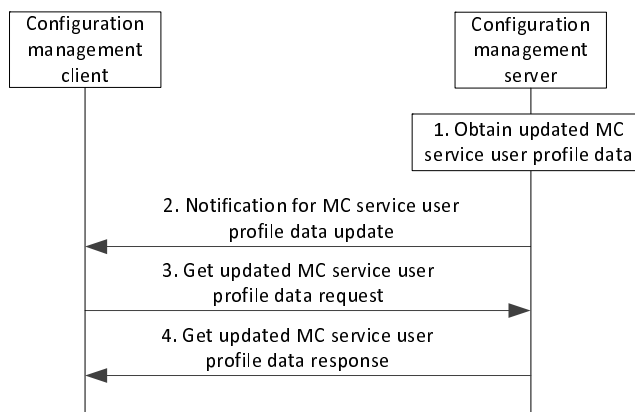 Configuration
management
client
Configuration
management
server
1. Obtain updated MC
service user profile data
2. Notification for MC service user
profile data update
3. Get updated MC service user
profile data request
4. Get updated MC service user
profile data response